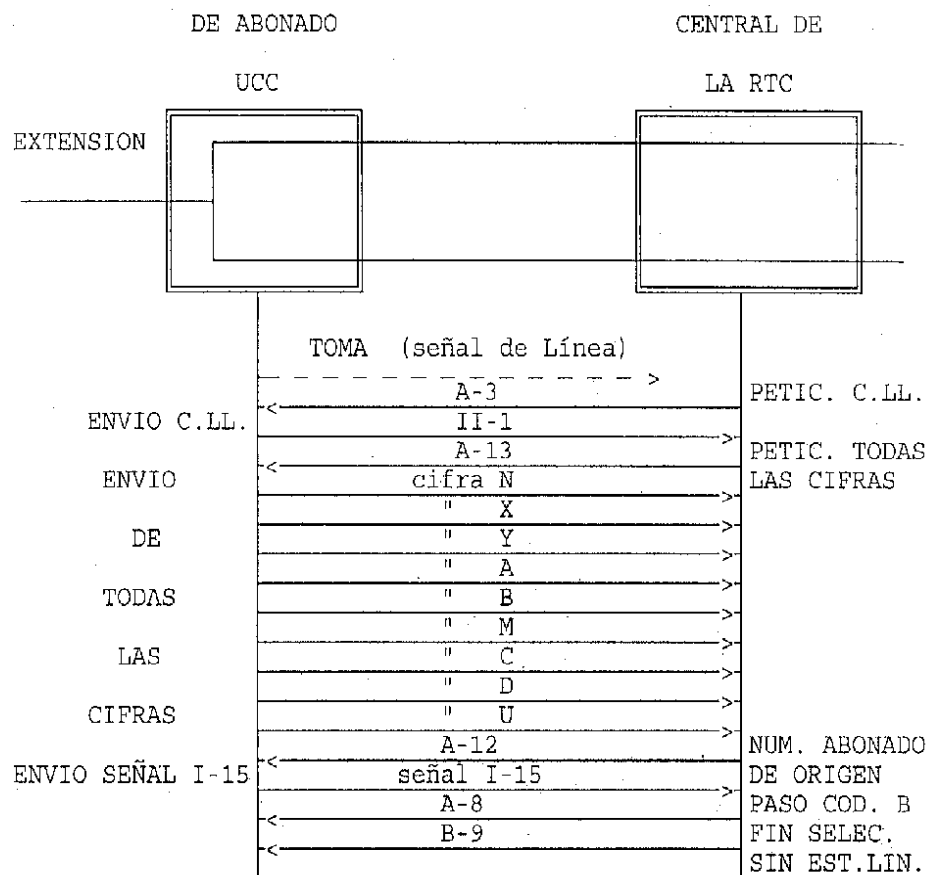 DE ABONADO CENTRAL DE
UCC LA RTC
EXTENSION
TOMA (señal de Línea)
A-3 PETIC. C.LL.
ENVIO C.LL. II-1
A-13 PETIC. TODAS
ENVIO cifra N LAS CIFRAS
" X
DE " Y
" A
TODAS " B
" M
LAS " C
" D
CIFRAS " U
A-12 NUM. ABONADO
ENVIO SEÑAL I-15 señal I-15 DE ORIGEN
A-8 PASO COD. B
B-9 FIN SELEC.
SIN EST.LIN.